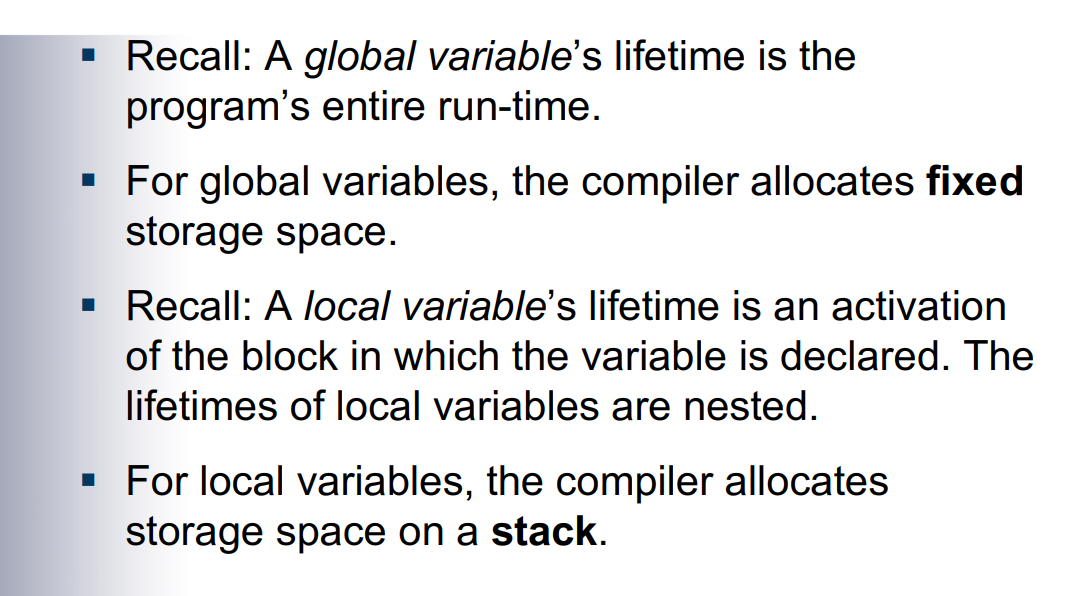 ▪ Recall: A global variable’s lifetime is the
program’s entire run-time.
▪ For global variables, the compiler allocates fixed
storage space.
▪ Recall: A local variable’s lifetime is an activation
of the block in which the variable is declared. The
lifetimes of local variables are nested.
▪ For local variables, the compiler allocates
storage space on a stack.